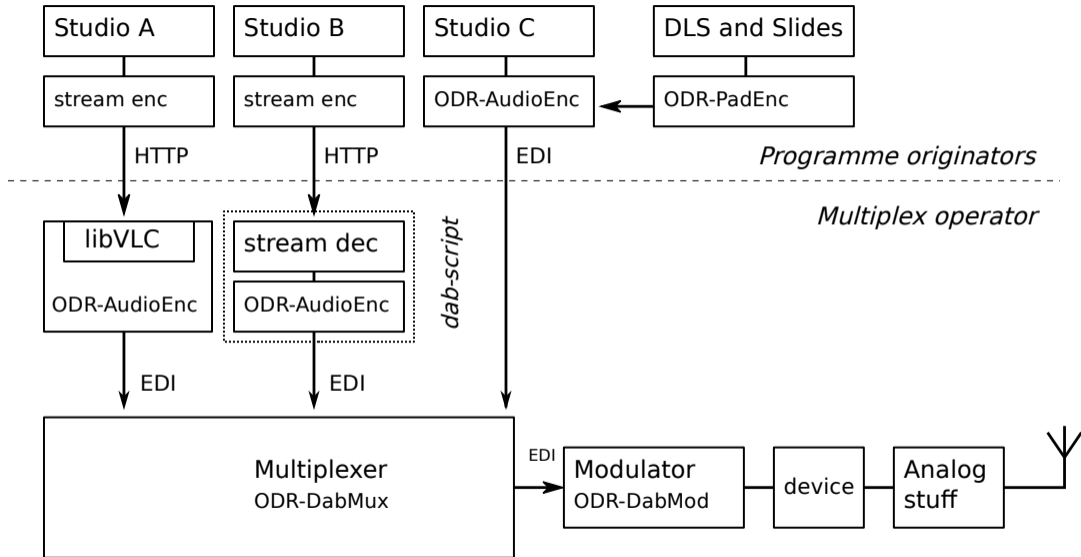 Studio A
Studio B
Studio C
DLS and Slides
stream enc
stream enc
ODR-AudioEnc
ODR-PadEnc
HTTP
HTTP
EDI
Programme originators
Multiplex operator
libVLC
ODR-AudioEnc
stream dec
ODR-AudioEnc
dab-script
EDI
EDI
Multiplexer
ODR-DabMux
EDI
Modulator
ODR-DabMod
device
Analog
stuff